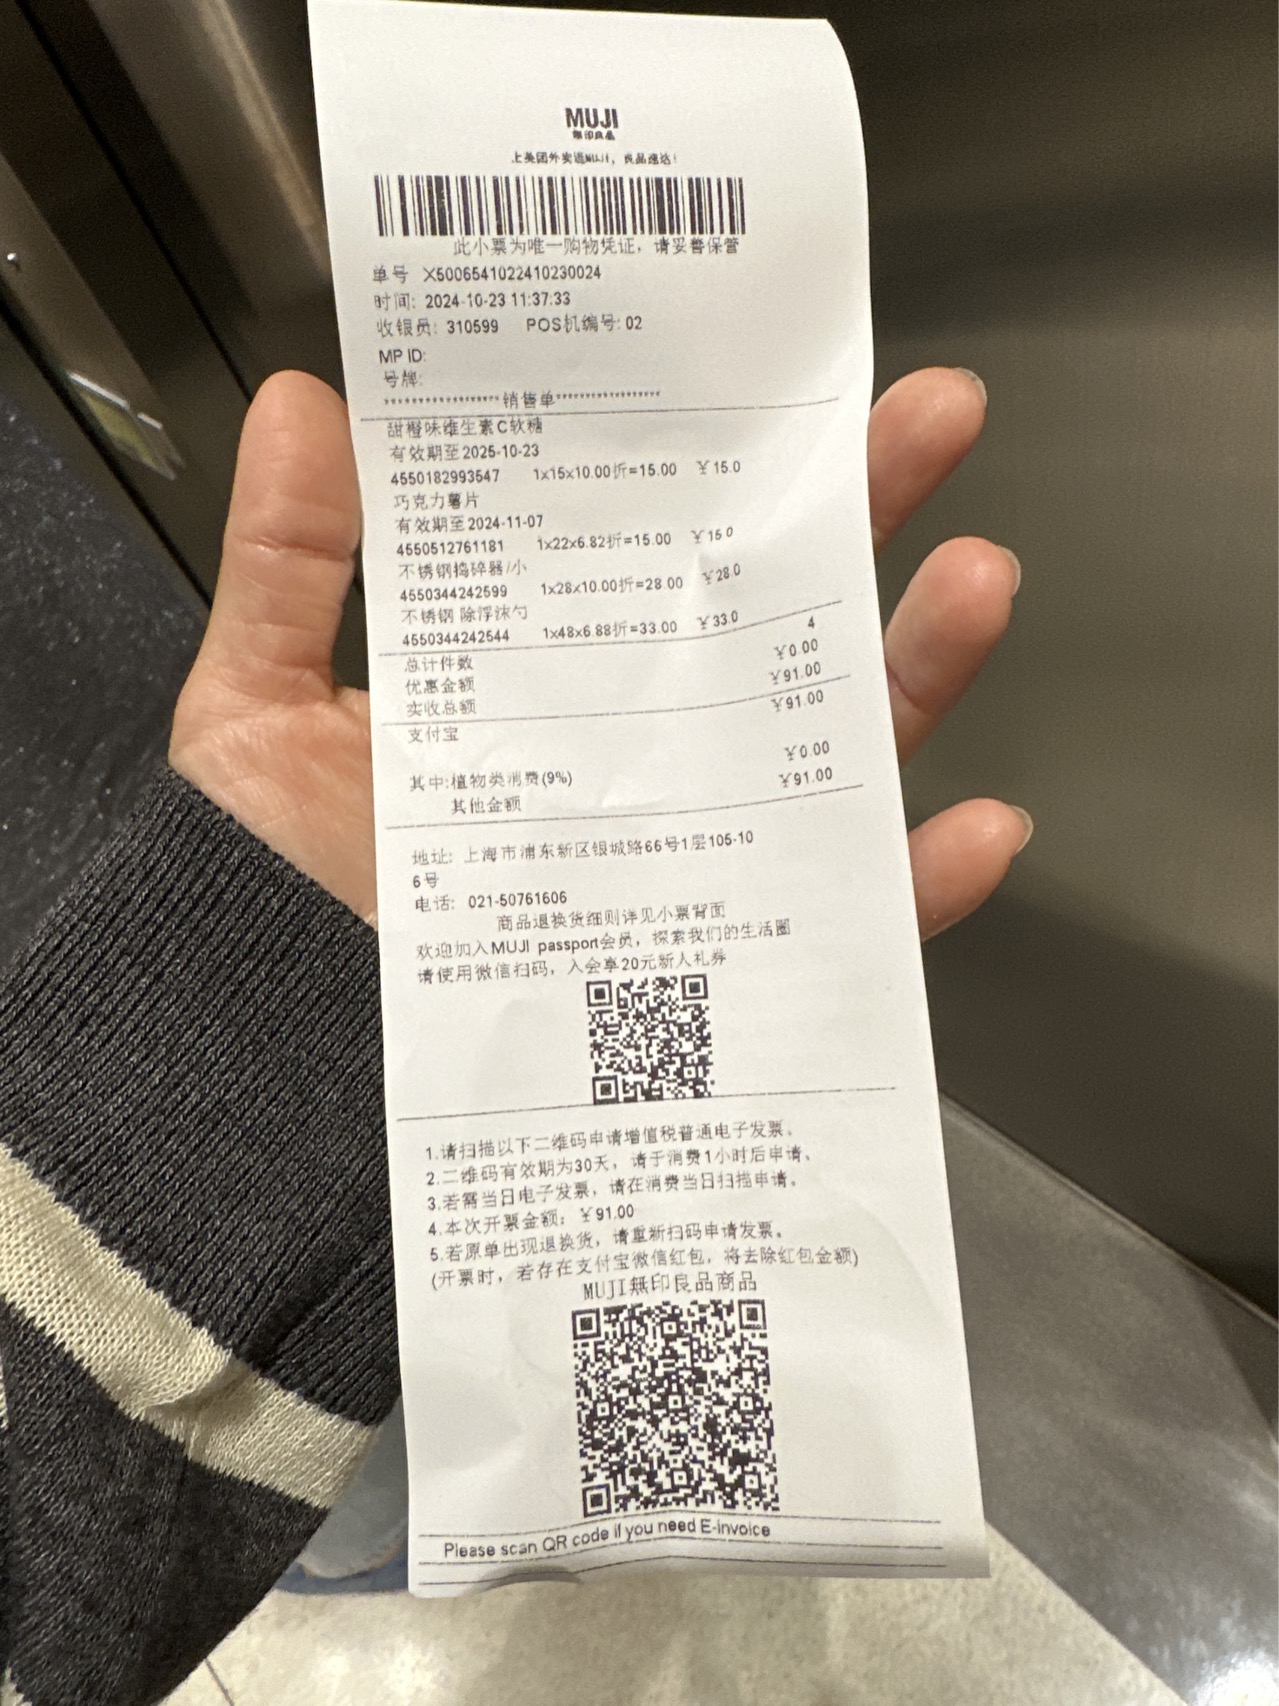 MUJI
無印良品
上美团外卖逛MUJI，良品速达！
此小票为唯一购物凭证，请妥善保管
单号 X5006541022410230024
时间: 2024-10-23 11:37:33
收银员: 310599 POS机编号: 02
MP ID:
号牌:
******************销售单*****************
甜橙味维生素C软糖
有效期至2025-10-23
4550182993547 1x15x10.00折=15.00 ￥15.0
巧克力薯片
有效期至2024-11-07
4550512761181 1x22x6.82折=15.00 ￥15.0
不锈钢捣碎器/小
4550344242599 1x28x10.00折=28.00 ￥28.0
不锈钢 除浮沫勺
4550344242544 1x48x6.88折=33.00 ￥33.0
总计件数 4
优惠金额 ￥0.00
实收总额 ￥91.00
支付宝 ￥91.00
其中:植物类消费(9%) ￥0.00
其他金额 ￥91.00
地址: 上海市浦东新区银城路66号1层105-10
6号
电话: 021-50761606
商品退换货细则详见小票背面
欢迎加入MUJI passport会员，探索我们的生活圈
请使用微信扫码，入会享20元新人礼券
1.请扫描以下二维码申请增值税普通电子发票。
2.二维码有效期为30天，请于消费1小时后申请。
3.若需当日电子发票，请在消费当日扫描申请。
4.本次开票金额：￥91.00
5.若原单出现退换货，请重新扫码申请发票。
(开票时，若存在支付宝微信红包，将去除红包金额)
MUJI無印良品商品
Please scan QR code if you need E-invoice